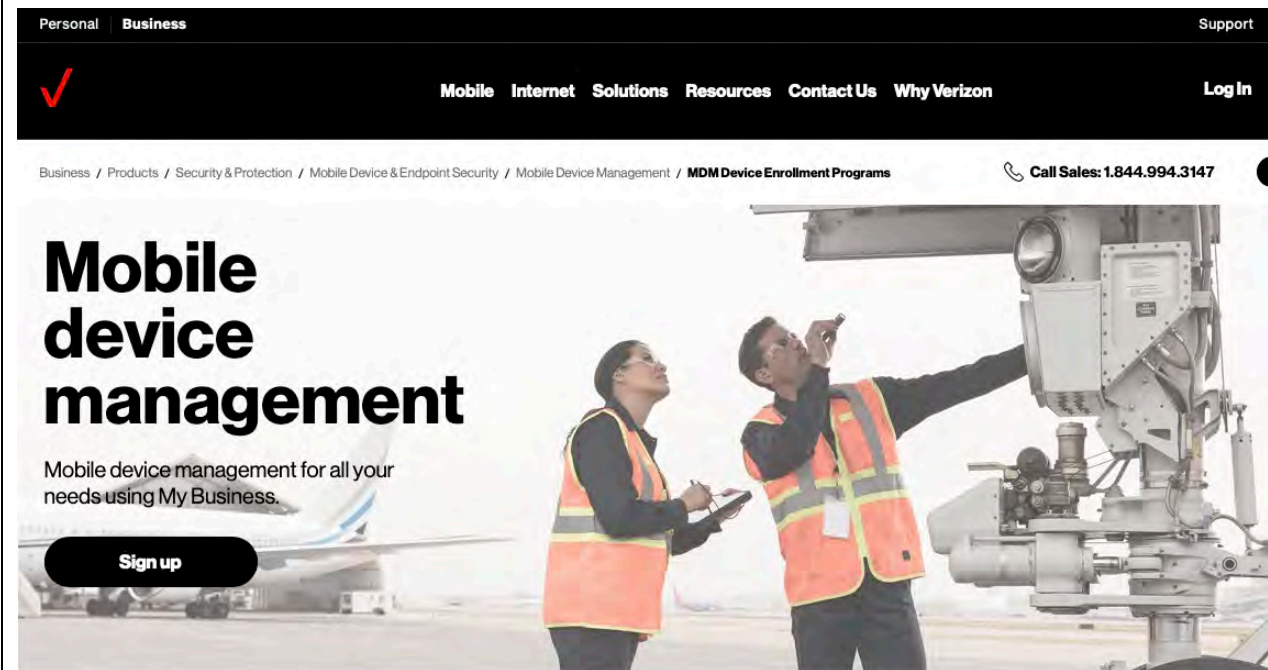 Personal Business
Support
Mobile Internet Solutions Resources Contact Us Why Verizon
Log In
Business / Products / Security & Protection / Mobile Device & Endpoint Security / Mobile Device Management / MDM Device Enrollment Programs
Call Sales: 1.844.994.3147
Mobile
device
management
Mobile device management for all your
needs using My Business.
Sign up